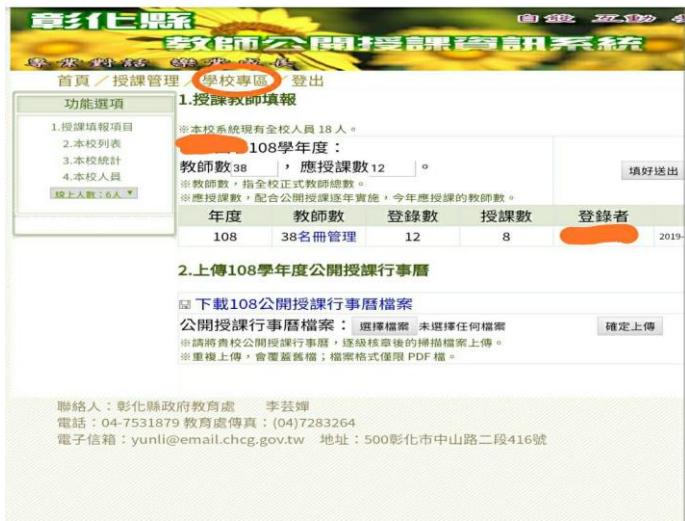 彰化縣
自發 互動
教師公開授課資訊系統
專業對話 樂業成長
首頁／授課管理／學校專區／登出
功能選項
1.授課填報項目
2.本校列表
3.本校統計
4.本校人員
線上人數：6人
1.授課教師填報
※本校系統現有全校人員 18 人。
108學年度：
教師數 38 ，應授課數 12 。
填好送出
※教師數，指全校正式教師總數。
※應授課數，配合公開授課逐年實施，今年應授課的教師數。
年度 教師數 登錄數 授課數 登錄者
108 38名冊管理 12 8 2019-
2.上傳108學年度公開授課行事曆
下載108公開授課行事曆檔案
公開授課行事曆檔案： 選擇檔案 未選擇任何檔案 確定上傳
※請將貴校公開授課行事曆，逐級核章後的掃描檔案上傳。
※重複上傳，會覆蓋舊檔；檔案格式僅限 PDF 檔。
聯絡人：彰化縣政府教育處 李芸嬋
電話：04-7531879 教育處傳真：(04)7283264
電子信箱：yunli@email.chcg.gov.tw 地址：500彰化市中山路二段416號